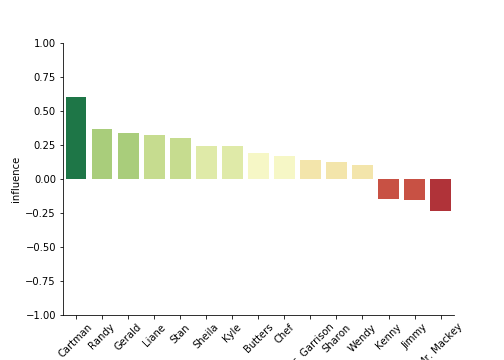 1.00
0.75
0.50
0.25
0.00
−0.25
−0.50
−0.75
−1.00
influence
Cartman
Randy
Gerald
Liane
Stan
Sheila
Kyle
Butters
Chef
Garrison
Sharon
Wendy
Kenny
Jimmy
Mackey